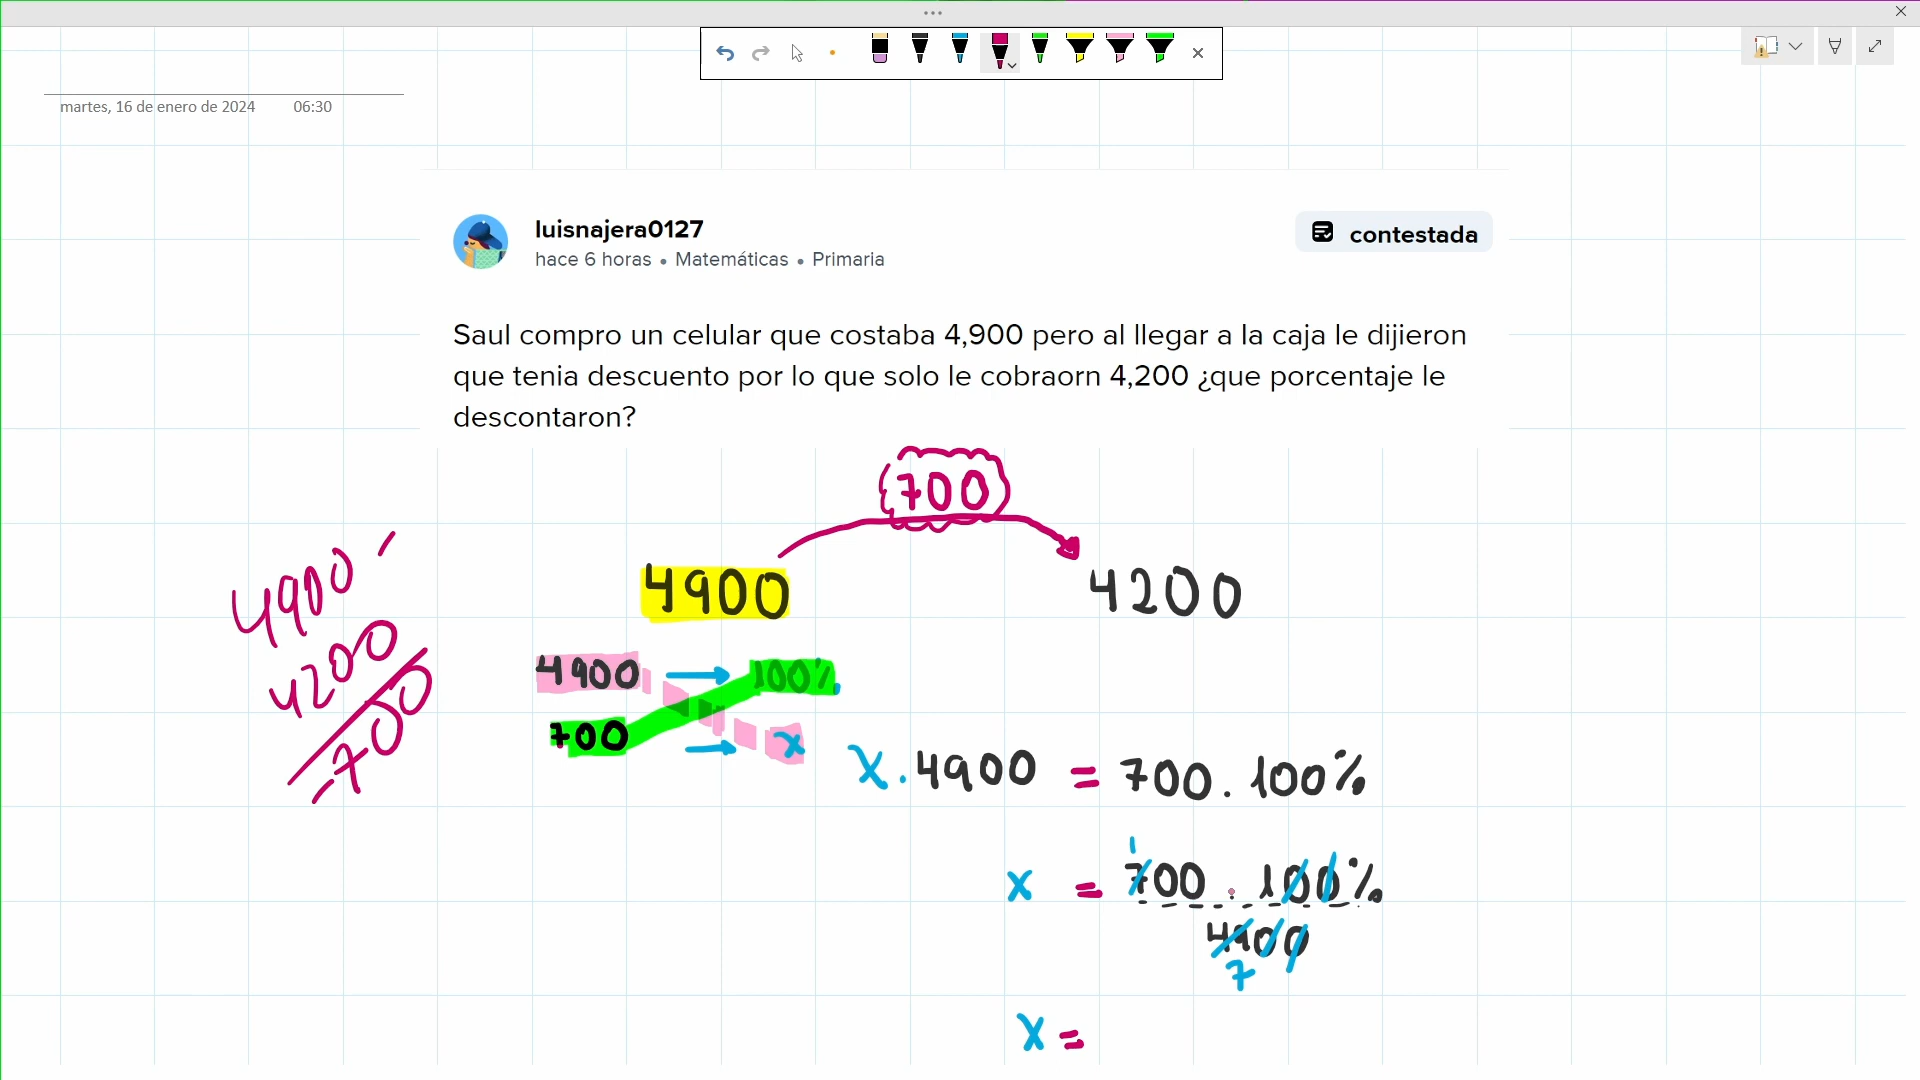 martes, 16 de enero de 2024 06:30
luisnajera0127
hace 6 horas • Matemáticas • Primaria
contestada
Saul compro un celular que costaba 4,900 pero al llegar a la caja le dijieron
que tenia descuento por lo que solo le cobraorn 4,200 ¿que porcentaje le
descontaron?
(700)
4900 -
4200
700
4900 4200
4900 → 100%
700 → x
x . 4900 = 700 . 100%
1
x = 700 . 100%
4900
7
x =